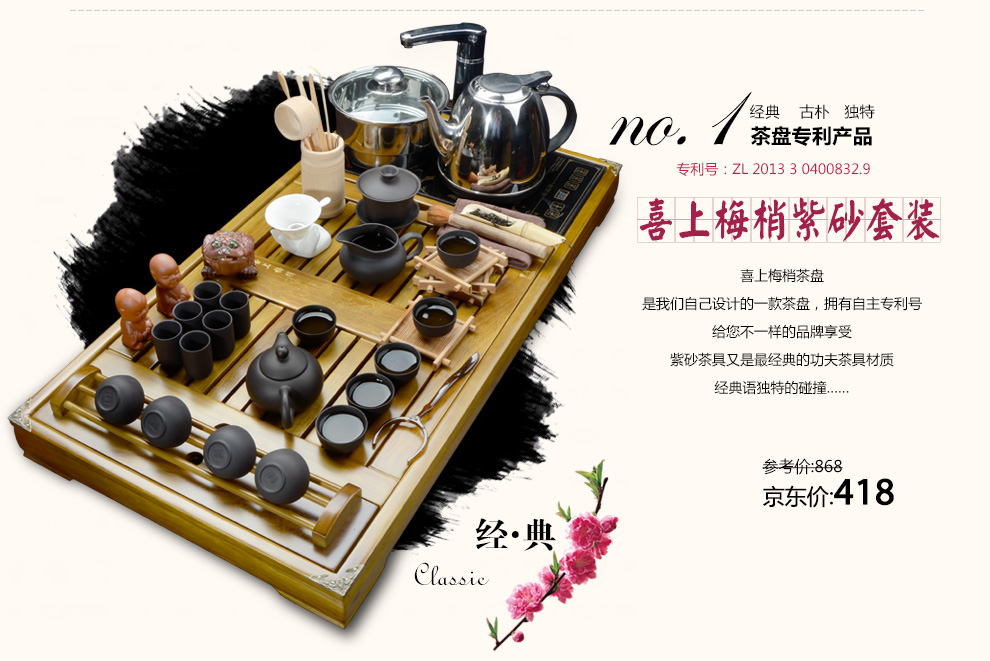 no. 1
经典 古朴 独特
茶盘专利产品
专利号：ZL 2013 3 0400832.9
喜上梅梢紫砂套装
喜上梅梢茶盘
是我们自己设计的一款茶盘，拥有自主专利号
给您不一样的品牌享受
紫砂茶具又是最经典的功夫茶具材质
经典语独特的碰撞......
参考价:868
京东价:418
经·典
Classic